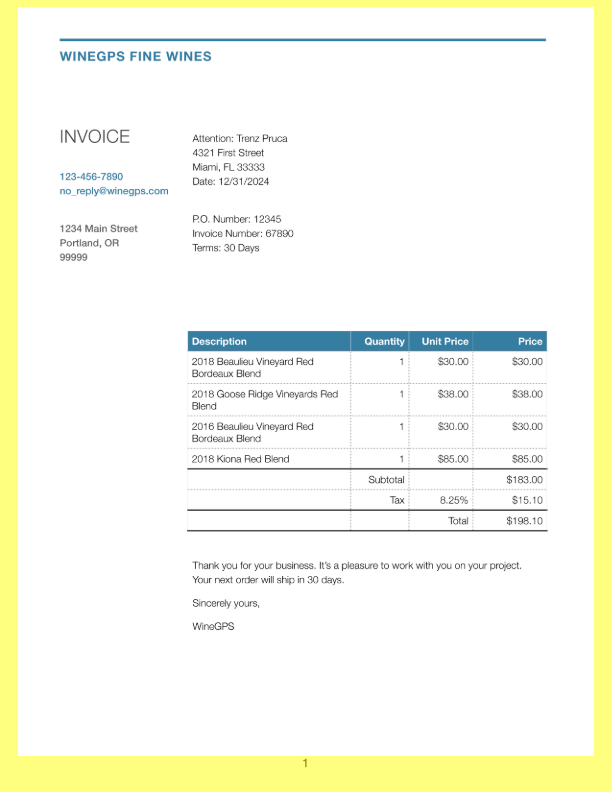 WINEGPS FINE WINES
INVOICE
123-456-7890
no_reply@winegps.com
1234 Main Street
Portland, OR
99999
Attention: Trenz Pruca
4321 First Street
Miami, FL 33333
Date: 12/31/2024
P.O. Number: 12345
Invoice Number: 67890
Terms: 30 Days
Description Quantity Unit Price Price
2018 Beaulieu Vineyard Red 1 $30.00 $30.00
Bordeaux Blend
2018 Goose Ridge Vineyards Red 1 $38.00 $38.00
Blend
2016 Beaulieu Vineyard Red 1 $30.00 $30.00
Bordeaux Blend
2018 Kiona Red Blend 1 $85.00 $85.00
Subtotal $183.00
Tax 8.25% $15.10
Total $198.10
Thank you for your business. It’s a pleasure to work with you on your project.
Your next order will ship in 30 days.
Sincerely yours,
WineGPS
1